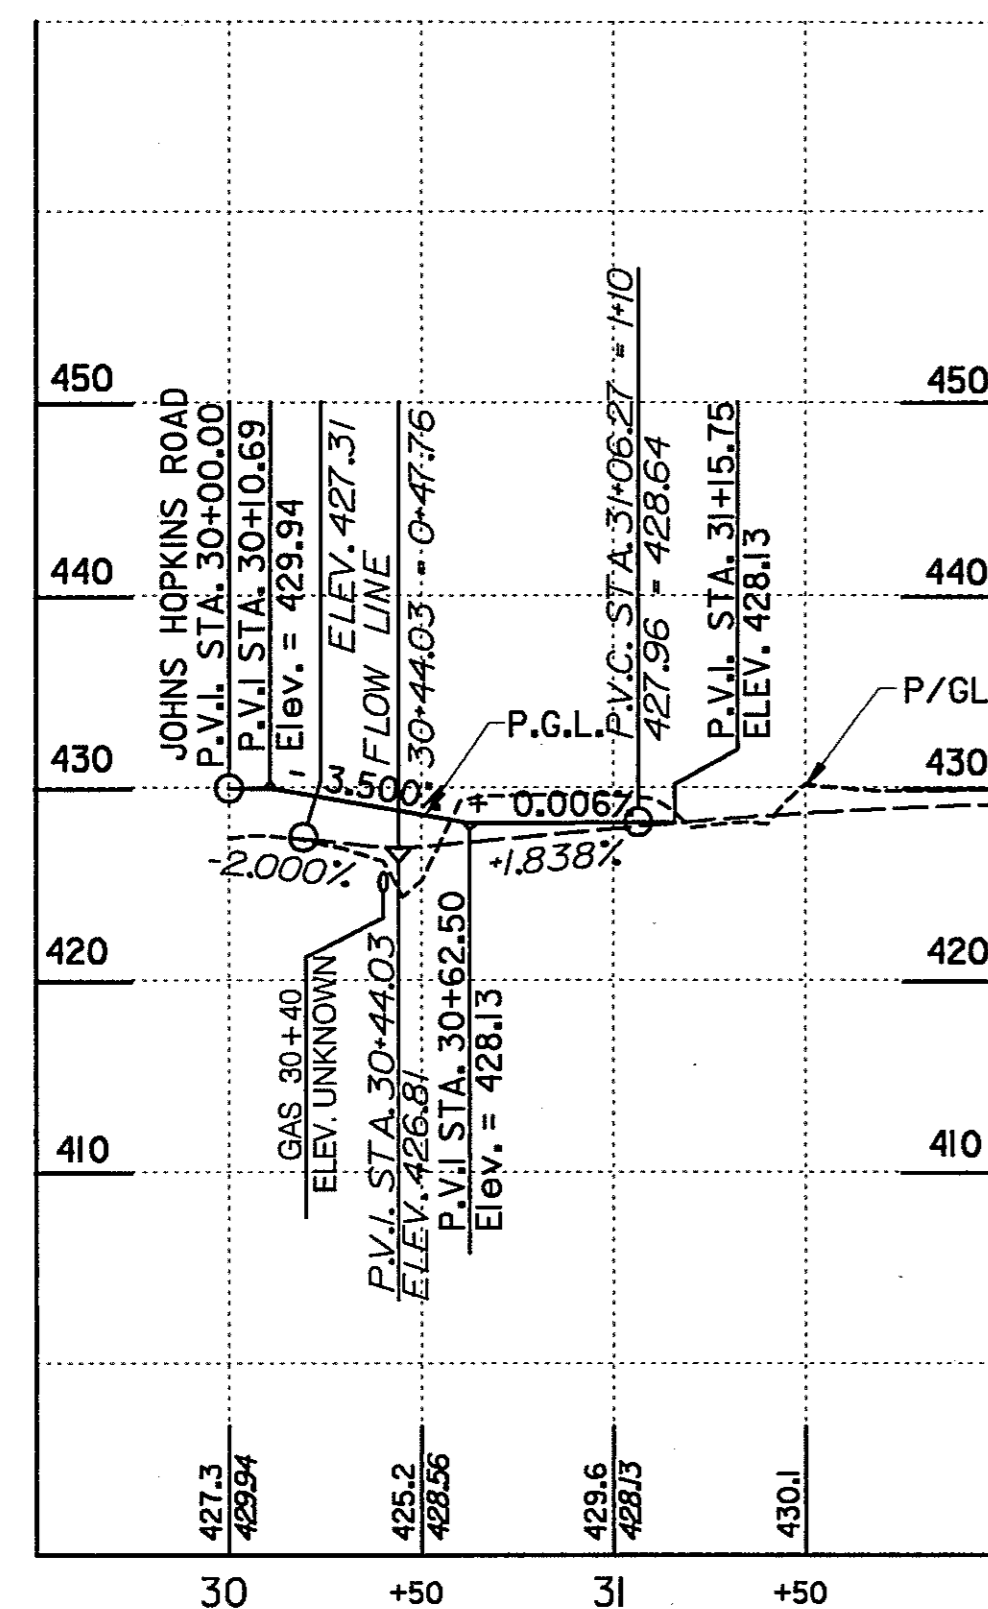 450
450
440
440
430
430
420
420
410
410
JOHNS HOPKINS ROAD
P.V.I. STA. 30+00.00
P.V.I STA. 30+10.69
Elev. = 429.94
ELEV. 427.31
FLOW LINE
30+44.03 = 0+47.76
P.V.C. STA. 31+06.27 = 1+10
427.96 = 428.64
P.V.I. STA. 31+15.75
ELEV. 428.13
P.G.L.
P/GL
- 3.500%
+ 0.006%
-2.000%
+1.838%
GAS 30+40
ELEV. UNKNOWN
P.V.I. STA. 30+44.03
ELEV. 426.81
P.V.I STA. 30+62.50
Elev. = 428.13
427.3
429.94
425.2
428.56
429.6
428.13
430.1
30
+50
31
+50